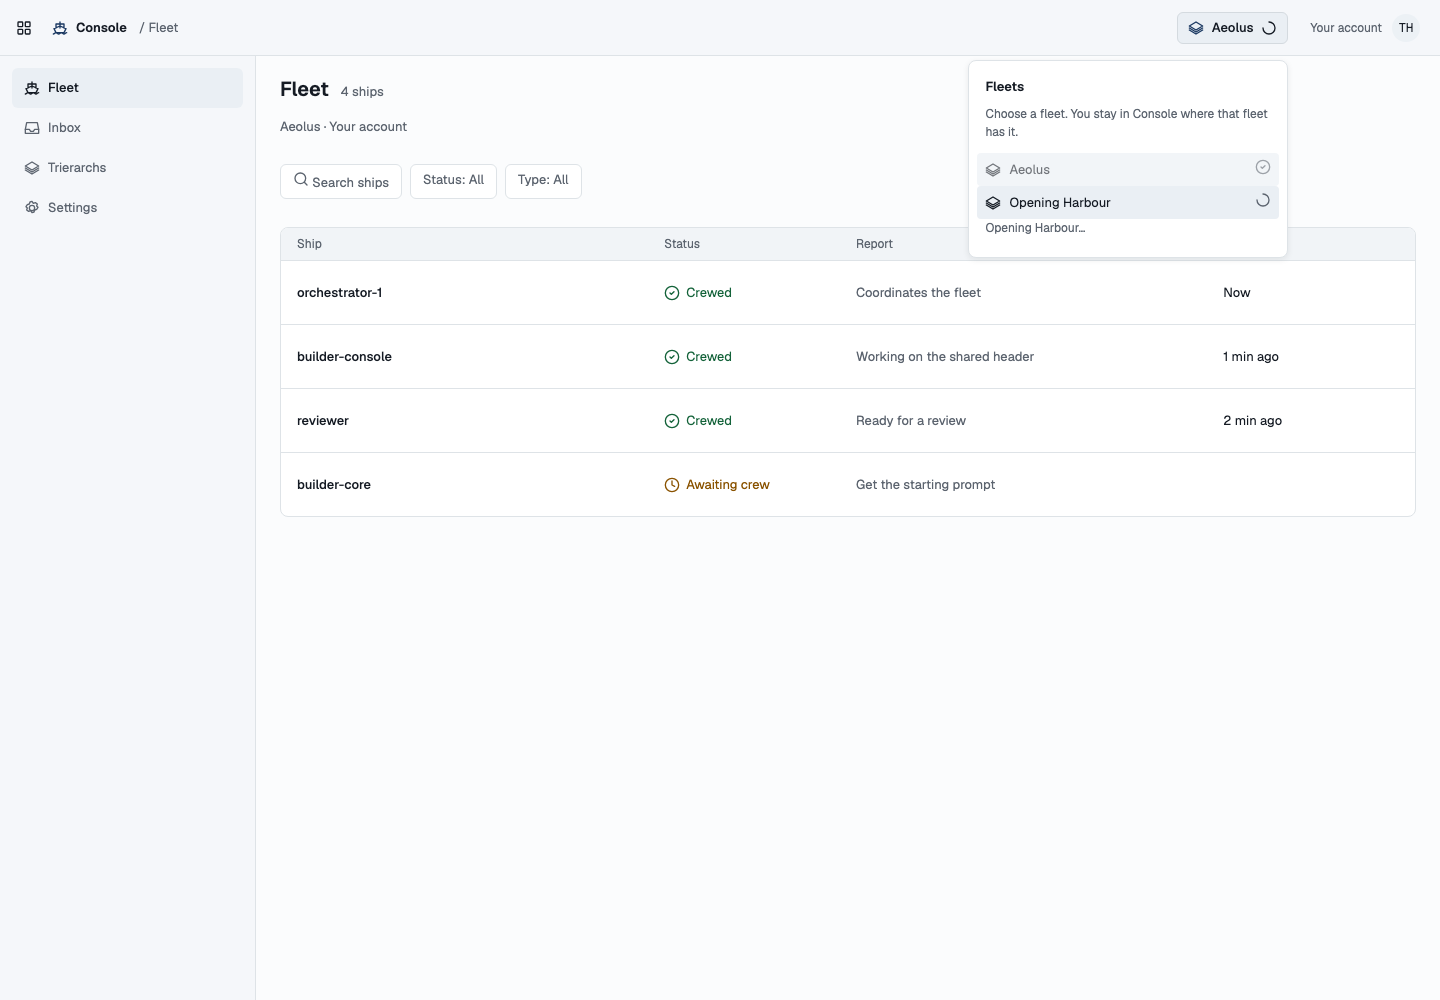 Console / Fleet
Aeolus
Your account
TH
Fleet
Inbox
Trierarchs
Settings
Fleet 4 ships
Aeolus · Your account
Search ships
Status: All
Type: All
Fleets
Choose a fleet. You stay in Console where that fleet
has it.
Aeolus
Opening Harbour
Opening Harbour…
Ship Status Report
orchestrator-1 Crewed Coordinates the fleet Now
builder-console Crewed Working on the shared header 1 min ago
reviewer Crewed Ready for a review 2 min ago
builder-core Awaiting crew Get the starting prompt